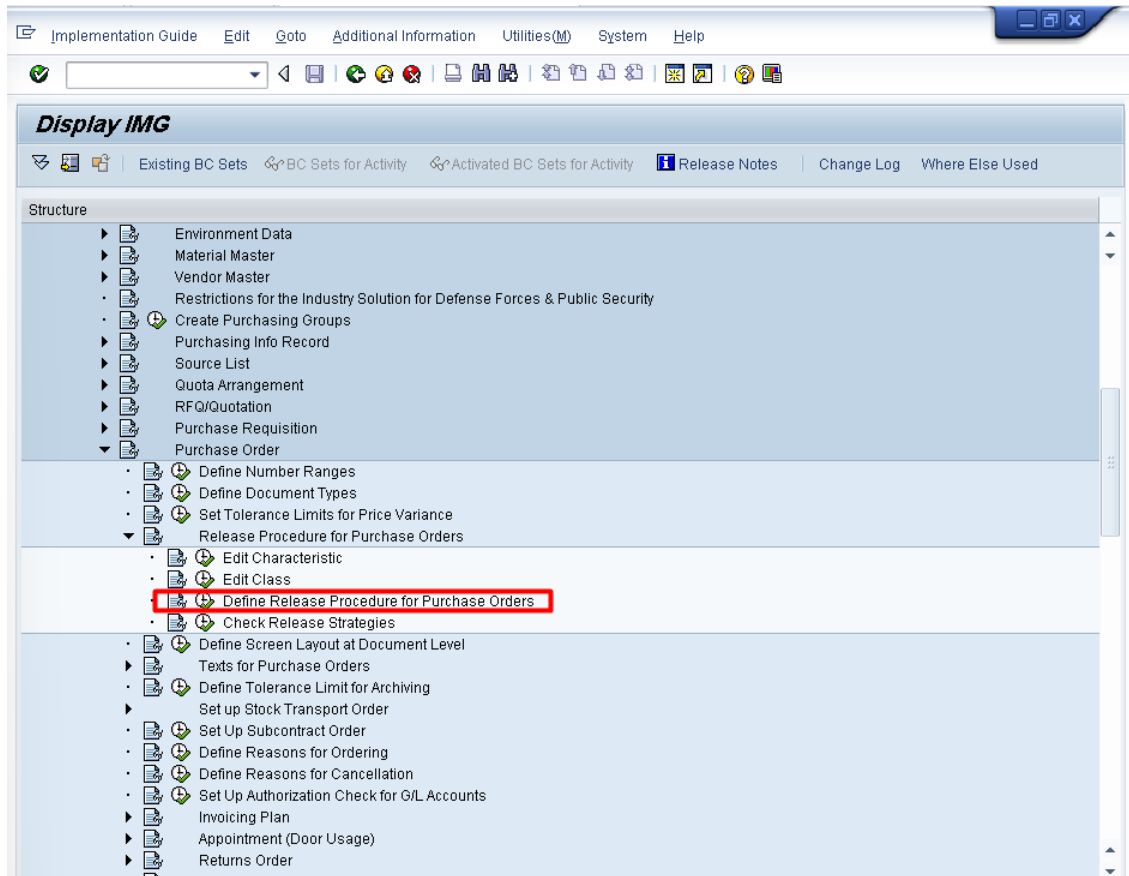 Implementation Guide Edit Goto Additional Information Utilities(M) System Help
Display IMG
Existing BC Sets BC Sets for Activity Activated BC Sets for Activity Release Notes Change Log Where Else Used
Structure
Environment Data
Material Master
Vendor Master
Restrictions for the Industry Solution for Defense Forces & Public Security
Create Purchasing Groups
Purchasing Info Record
Source List
Quota Arrangement
RFQ/Quotation
Purchase Requisition
Purchase Order
Define Number Ranges
Define Document Types
Set Tolerance Limits for Price Variance
Release Procedure for Purchase Orders
Edit Characteristic
Edit Class
Define Release Procedure for Purchase Orders
Check Release Strategies
Define Screen Layout at Document Level
Texts for Purchase Orders
Define Tolerance Limit for Archiving
Set up Stock Transport Order
Set Up Subcontract Order
Define Reasons for Ordering
Define Reasons for Cancellation
Set Up Authorization Check for G/L Accounts
Invoicing Plan
Appointment (Door Usage)
Returns Order